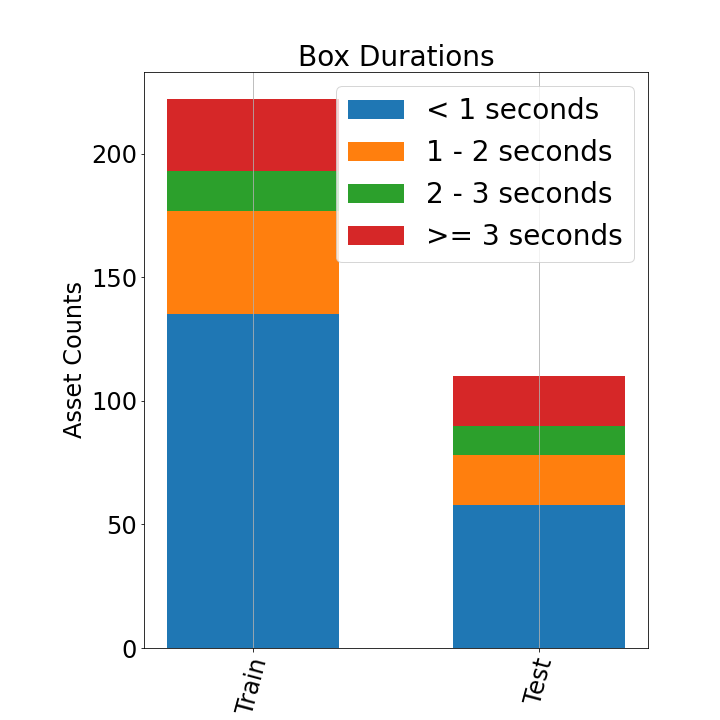 Box Durations
< 1 seconds
1 - 2 seconds
2 - 3 seconds
>= 3 seconds
Asset Counts
200
150
100
50
0
Train
Test